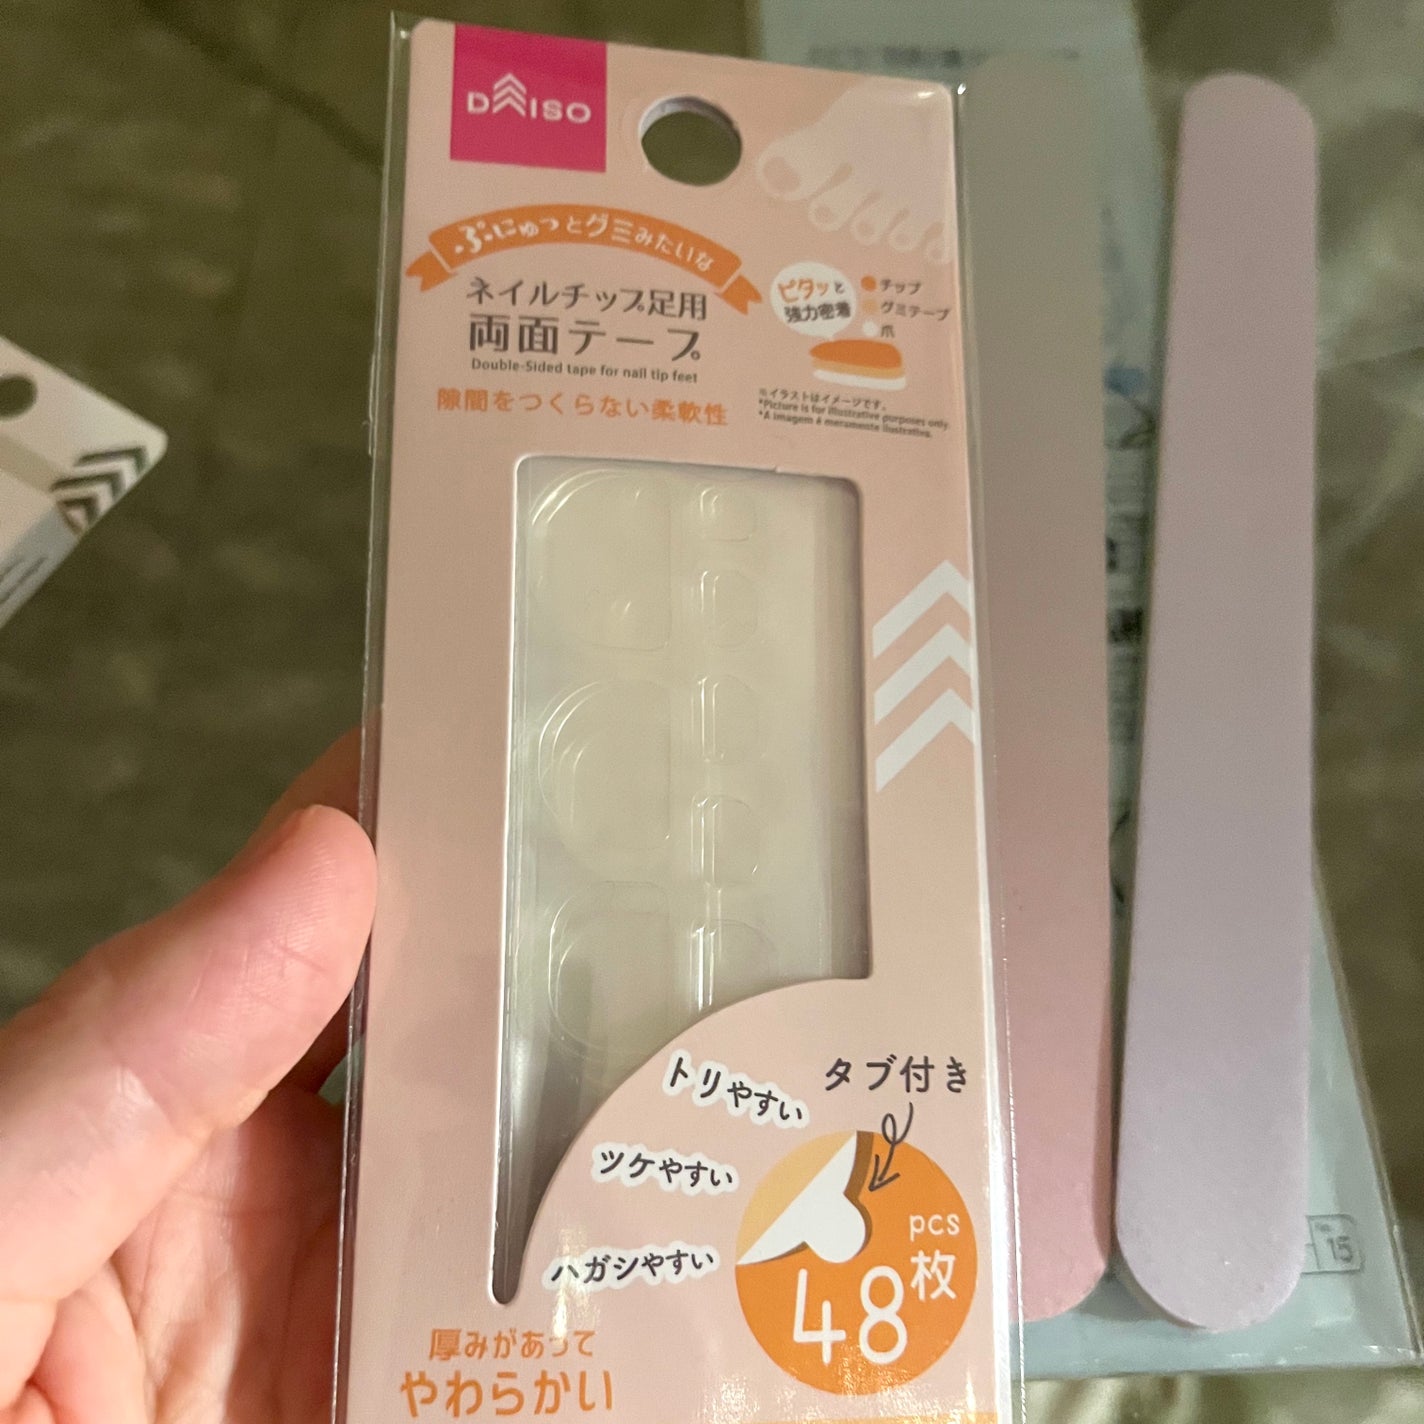 DAISO
ぷにゅっとグミみたいな
ネイルチップ足用
両面テープ
Double-Sided tape for nail tip feet
隙間をつくらない柔軟性
ピタッと
強力密着
チップ
グミテープ
爪
※イラストはイメージです。
*Picture is for illustrative purposes only.
*A imagem é meramente ilustrativa.
トリやすい
タブ付き
ツケやすい
ハガシやすい
48
pcs
枚
厚みがあって
やわらかい
15